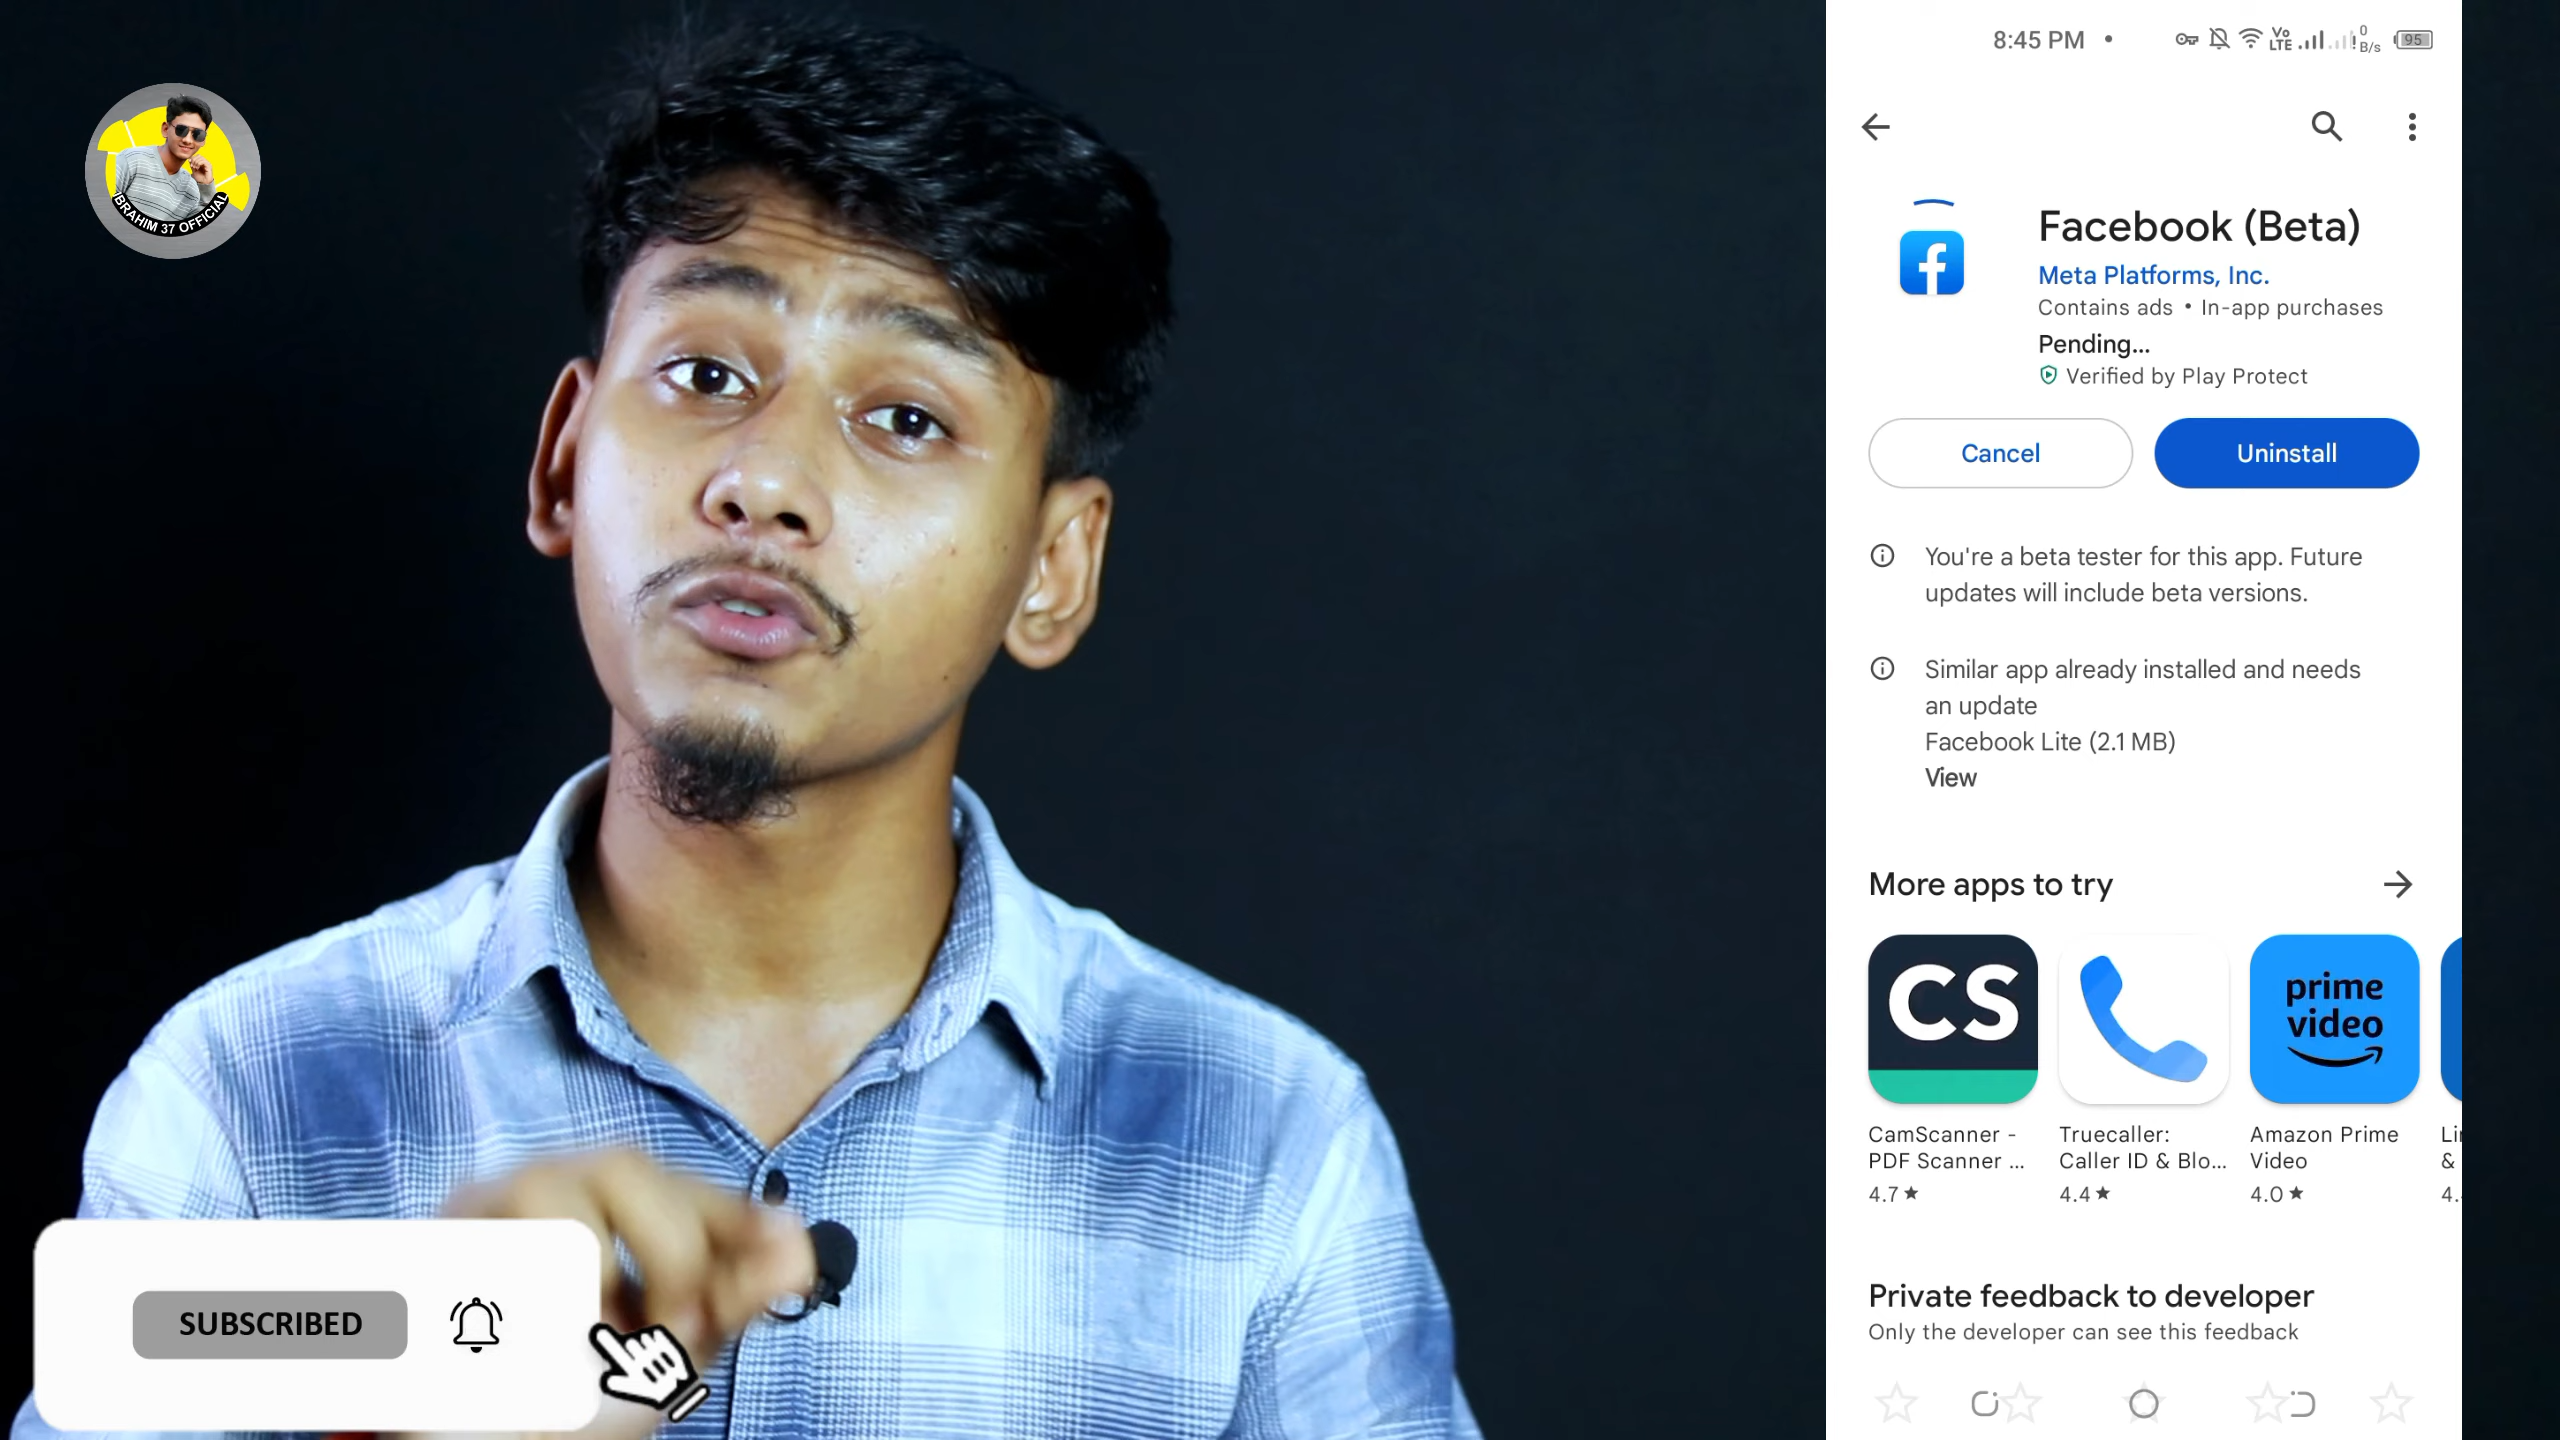 IBRAHIM 37 OFFICIAL
SUBSCRIBED
8:45 PM
Vo
LTE
0
B/s
95
Facebook (Beta)
Meta Platforms, Inc.
Contains ads • In-app purchases
Pending...
Verified by Play Protect
Cancel
Uninstall
You're a beta tester for this app. Future
updates will include beta versions.
Similar app already installed and needs
an update
Facebook Lite (2.1 MB)
View
More apps to try
CS
prime
video
CamScanner -
PDF Scanner ...
4.7★
Truecaller:
Caller ID & Blo...
4.4★
Amazon Prime
Video
4.0★
&
4.
Private feedback to developer
Only the developer can see this feedback